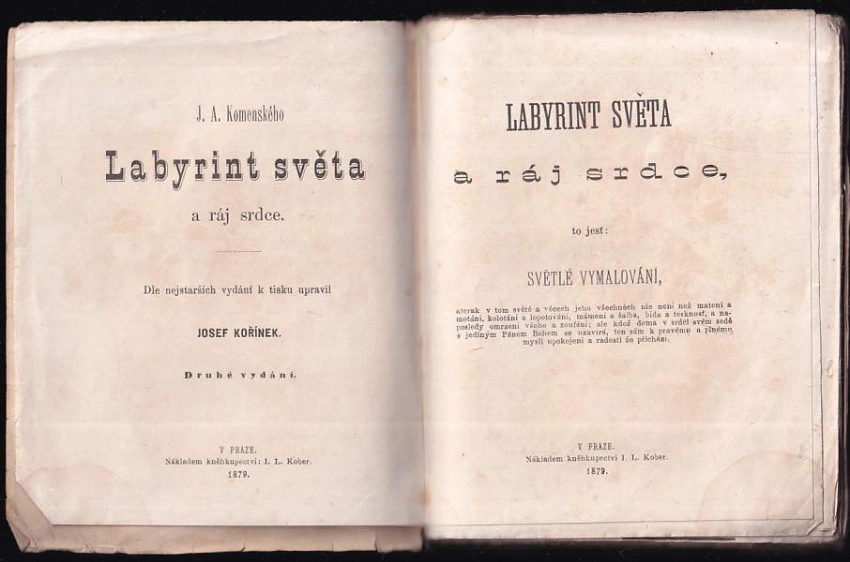 J. A. Komenského
Labyrint světa
a ráj srdce.
Dle nejstarších vydání k tisku upravil
JOSEF KOŘÍNEK.
Druhé vydání.
V PRAZE.
Nákladem kněhkupectví: I. L. Kober.
1879.
LABYRINT SVĚTA
a ráj srdce,
to jest:
SVĚTLÉ VYMALOVÁNÍ,
kterak v tom světě a věcech jeho všechněch nic není než matení a
motání, kolotání a lopotování, mámení a šalba, bída a tesknosť, a na-
posledy omrzení všeho a zoufání; ale kdož doma v srdci svém sedě
s jediným Pánem Bohem se uzavírá, ten sám k pravému a plnému
mysli upokojení a radosti že přichází.
V PRAZE.
Nákladem kněhkupectví I. L. Kober.
1879.